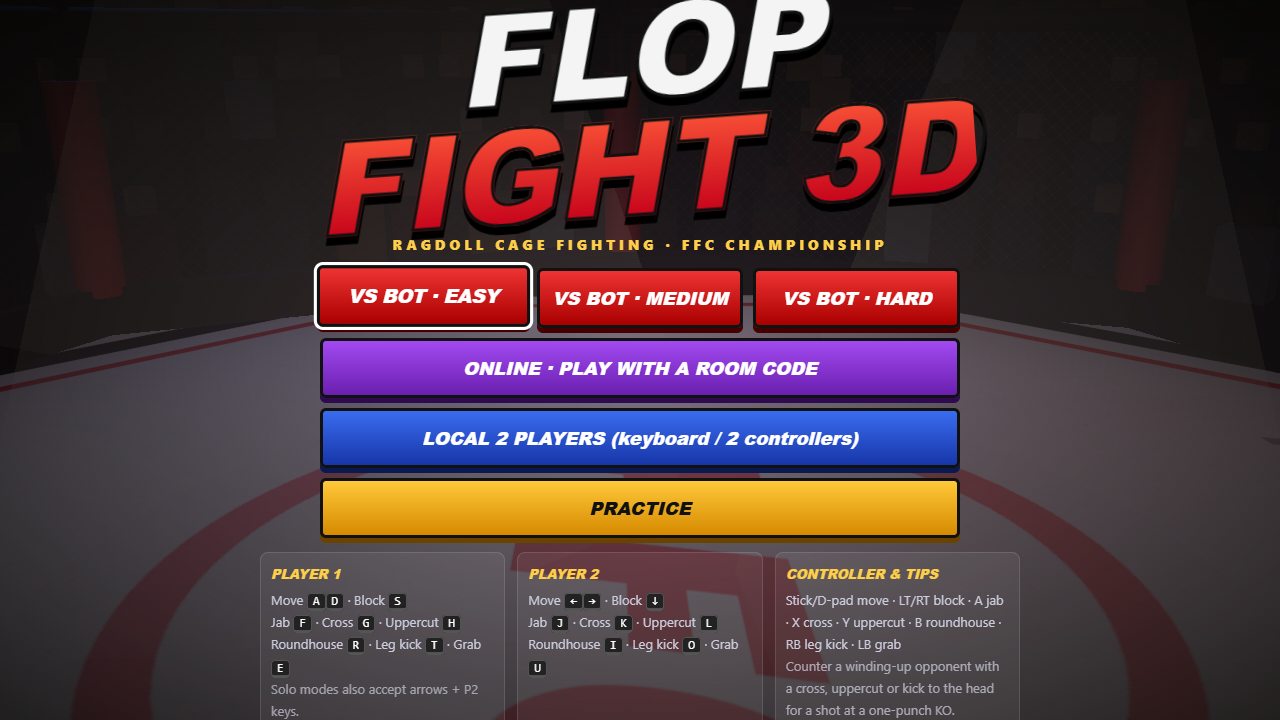 FLOP
FIGHT 3D
RAGDOLL CAGE FIGHTING · FFC CHAMPIONSHIP
VS BOT · EASY
VS BOT · MEDIUM
VS BOT · HARD
ONLINE · PLAY WITH A ROOM CODE
LOCAL 2 PLAYERS (keyboard / 2 controllers)
PRACTICE
PLAYER 1
Move A D · Block S
Jab F · Cross G · Uppercut H
Roundhouse R · Leg kick T · Grab
E
Solo modes also accept arrows + P2
keys.
PLAYER 2
Move ← → · Block ↓
Jab J · Cross K · Uppercut L
Roundhouse I · Leg kick O · Grab
U
CONTROLLER & TIPS
Stick/D-pad move · LT/RT block · A jab
· X cross · Y uppercut · B roundhouse ·
RB leg kick · LB grab
Counter a winding-up opponent with
a cross, uppercut or kick to the head
for a shot at a one-punch KO.